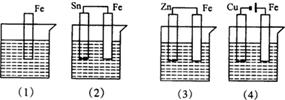 Fe Sn Fe Zn Fe Cu Fe
(1) (2) (3) (4)